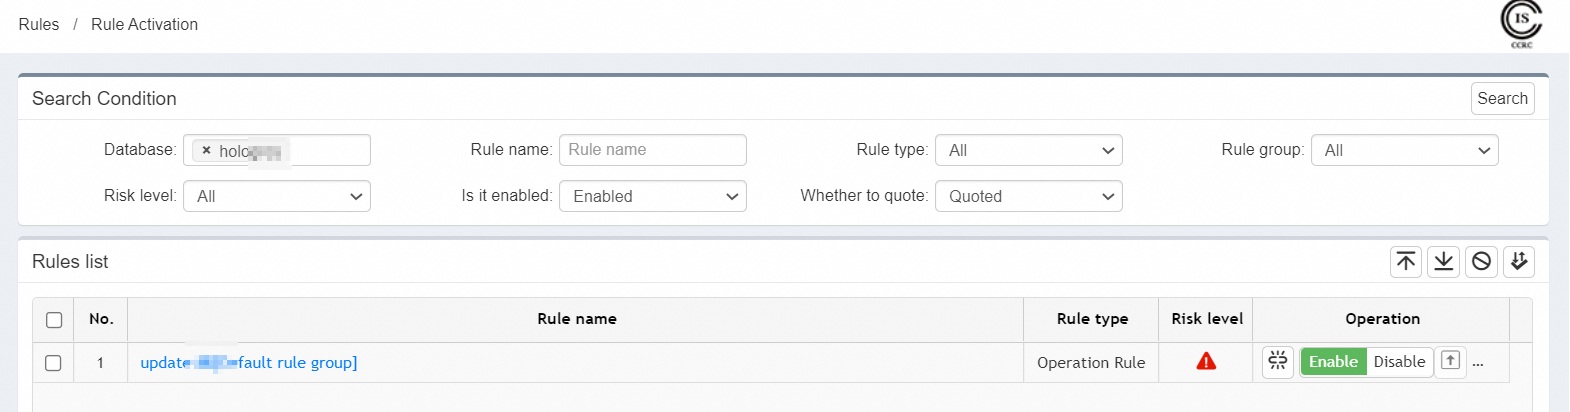 Rules / Rule Activation
IS
CCRC
Search Condition
Search
Database: × holo
Rule name: Rule name
Rule type: All
Rule group: All
Risk level: All
Is it enabled: Enabled
Whether to quote: Quoted
Rules list
No. Rule name Rule type Risk level Operation
1 update fault rule group] Operation Rule Enable Disable ...